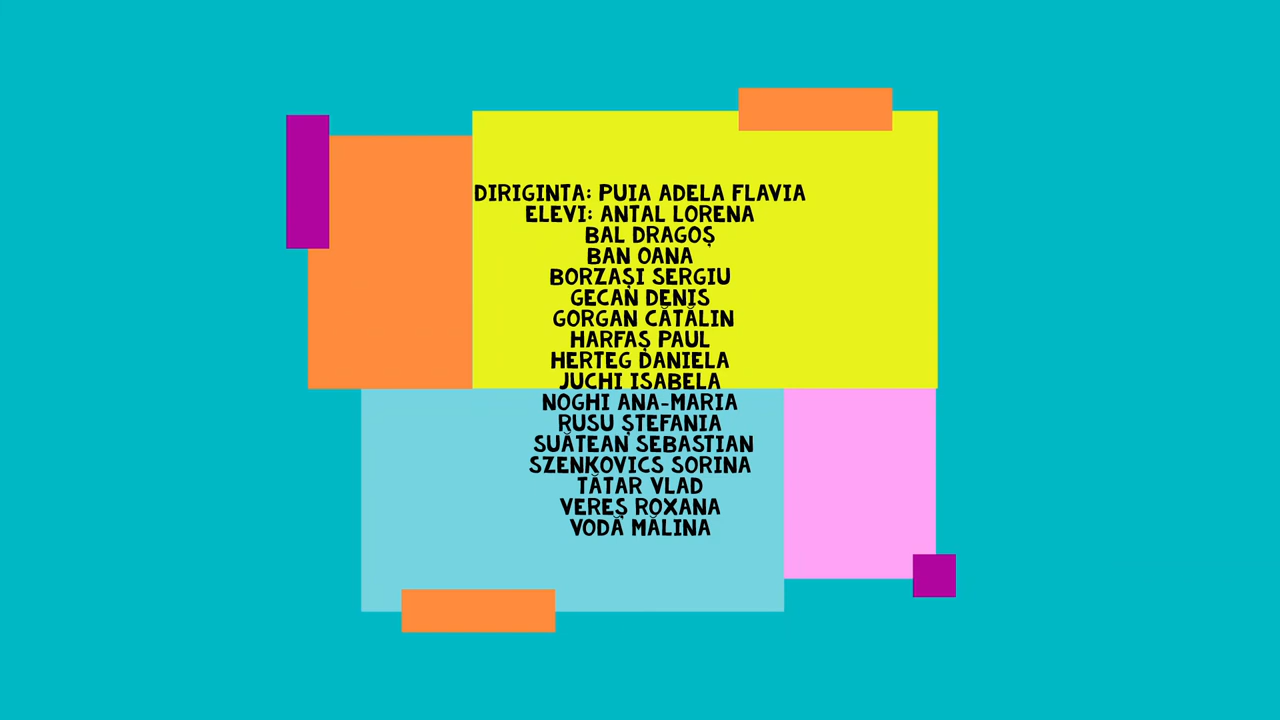 DIRIGINTA: PUIA ADELA FLAVIA
ELEVI: ANTAL LORENA
BAL DRAGOȘ
BAN OANA
BORZAȘI SERGIU
GECAN DENIS
GORGAN CĂTĂLIN
HARFAȘ PAUL
HERTEG DANIELA
JUCHI ISABELA
NOGHI ANA-MARIA
RUSU ȘTEFANIA
SUĂTEAN SEBASTIAN
SZENKOVICS SORINA
TĂTAR VLAD
VEREȘ ROXANA
VODĂ MĂLINA